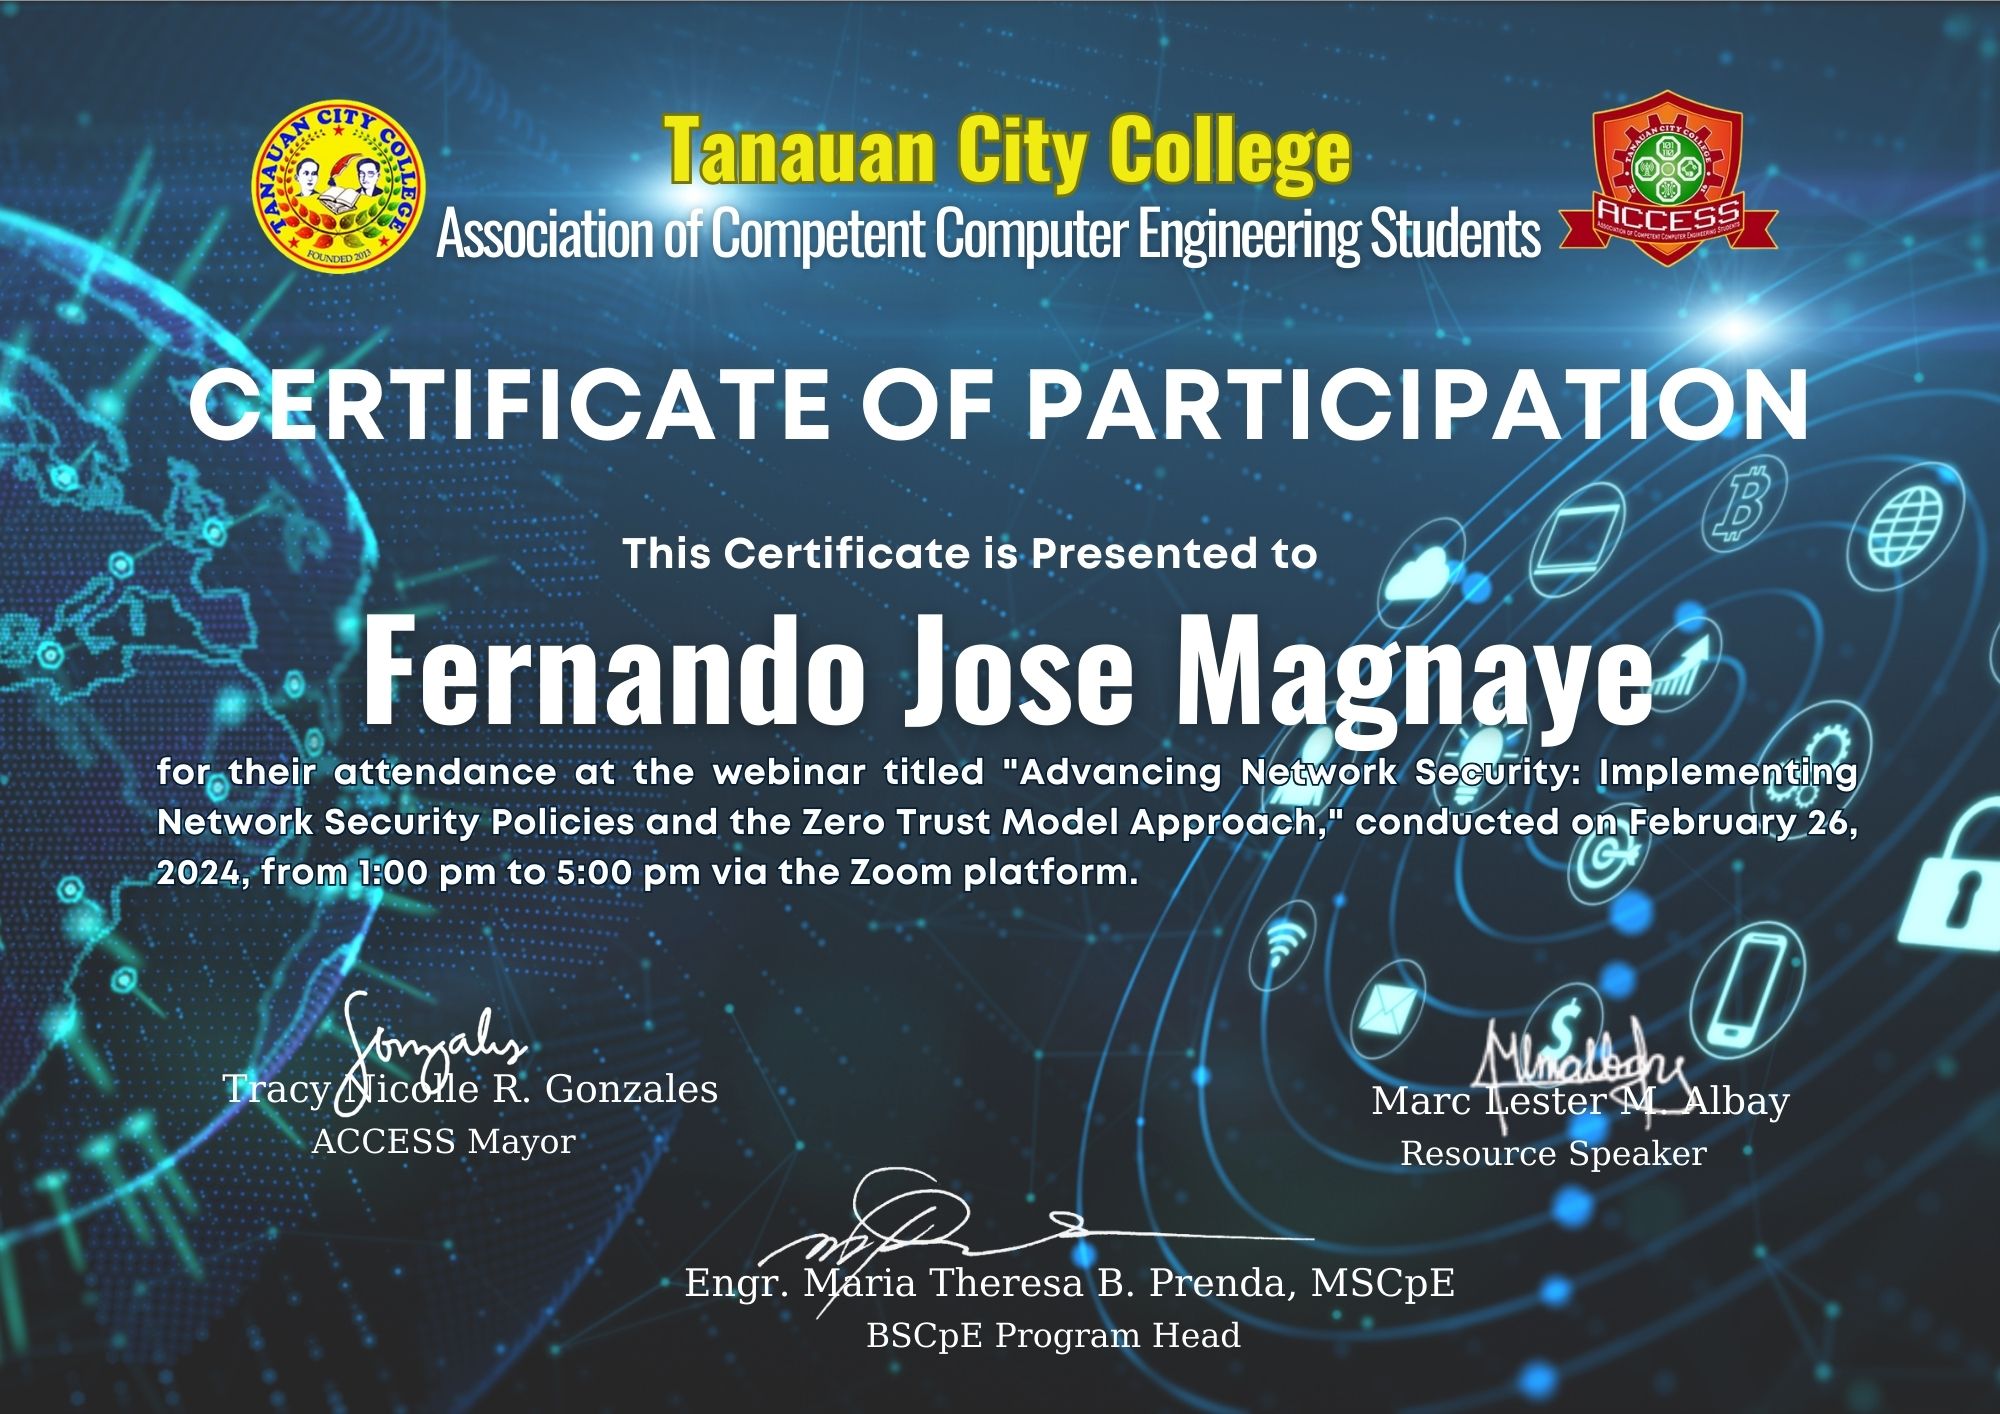 TANAUAN CITY COLLEGE
FOUNDED 2013
Tanauan City College
Association of Competent Computer Engineering Students
TANAUAN CITY COLLEGE
ACCESS
ASSOCIATION OF COMPETENT COMPUTER ENGINEERING STUDENTS
CERTIFICATE OF PARTICIPATION
This Certificate is Presented to
Fernando Jose Magnaye
for their attendance at the webinar titled "Advancing Network Security: Implementing
Network Security Policies and the Zero Trust Model Approach," conducted on February 26,
2024, from 1:00 pm to 5:00 pm via the Zoom platform.
Gonzales
Tracy Nicolle R. Gonzales
ACCESS Mayor
Marc Lester M. Albay
Resource Speaker
Engr. Maria Theresa B. Prenda, MSCpE
BSCpE Program Head